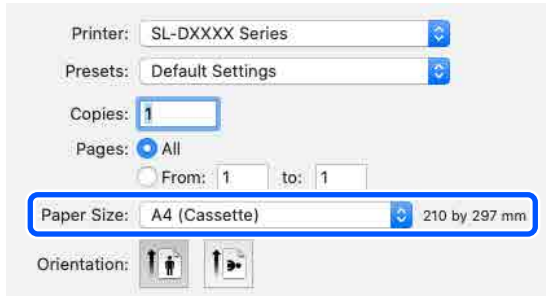 Printer: SL-DXXXX Series
Presets: Default Settings
Copies: 1
Pages: All
From: 1 to: 1
Paper Size: A4 (Cassette) 210 by 297 mm
Orientation: